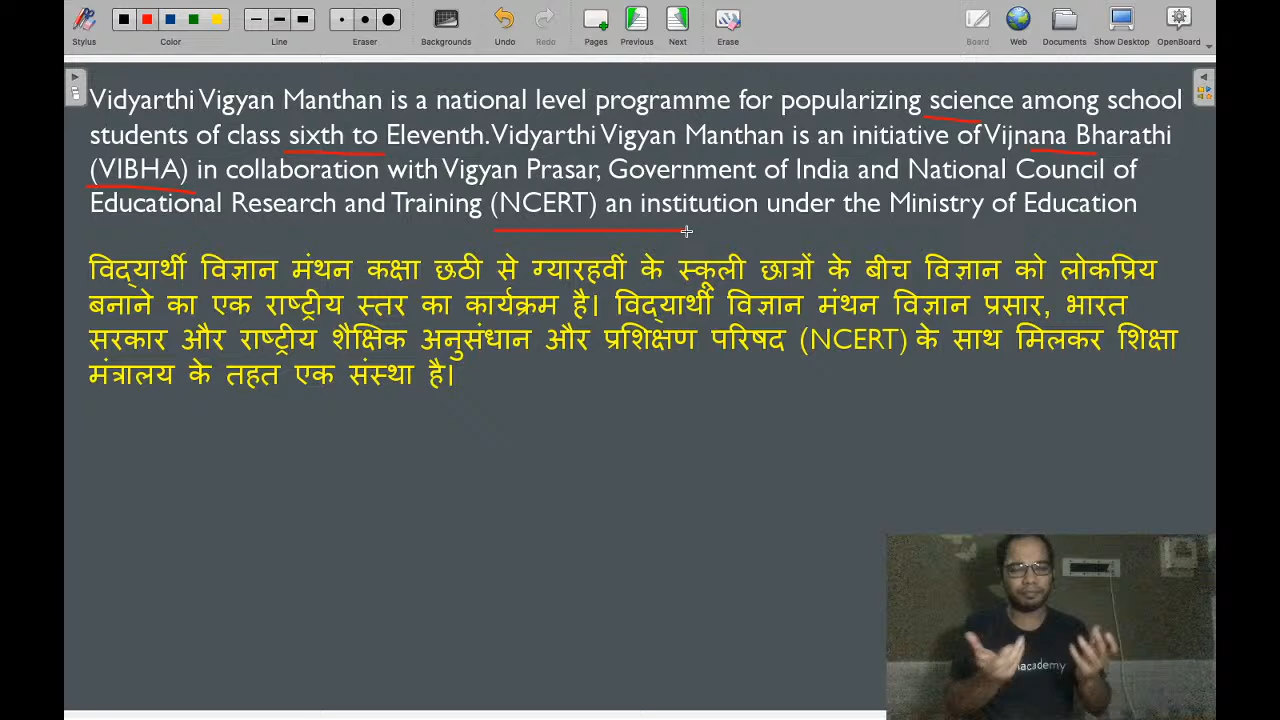 Stylus
Color
Line
Eraser
Backgrounds
Undo
Redo
Pages
Previous
Next
Erase
Board
Web
Documents
Show Desktop
OpenBoard
Vidyarthi Vigyan Manthan is a national level programme for popularizing science among school
students of class sixth to Eleventh. Vidyarthi Vigyan Manthan is an initiative of Vijnana Bharathi
(VIBHA) in collaboration with Vigyan Prasar, Government of India and National Council of
Educational Research and Training (NCERT) an institution under the Ministry of Education
विद्यार्थी विज्ञान मंथन कक्षा छठी से ग्यारहवीं के स्कूली छात्रों के बीच विज्ञान को लोकप्रिय
बनाने का एक राष्ट्रीय स्तर का कार्यक्रम है। विद्यार्थी विज्ञान मंथन विज्ञान प्रसार, भारत
सरकार और राष्ट्रीय शैक्षिक अनुसंधान और प्रशिक्षण परिषद (NCERT) के साथ मिलकर शिक्षा
मंत्रालय के तहत एक संस्था है।